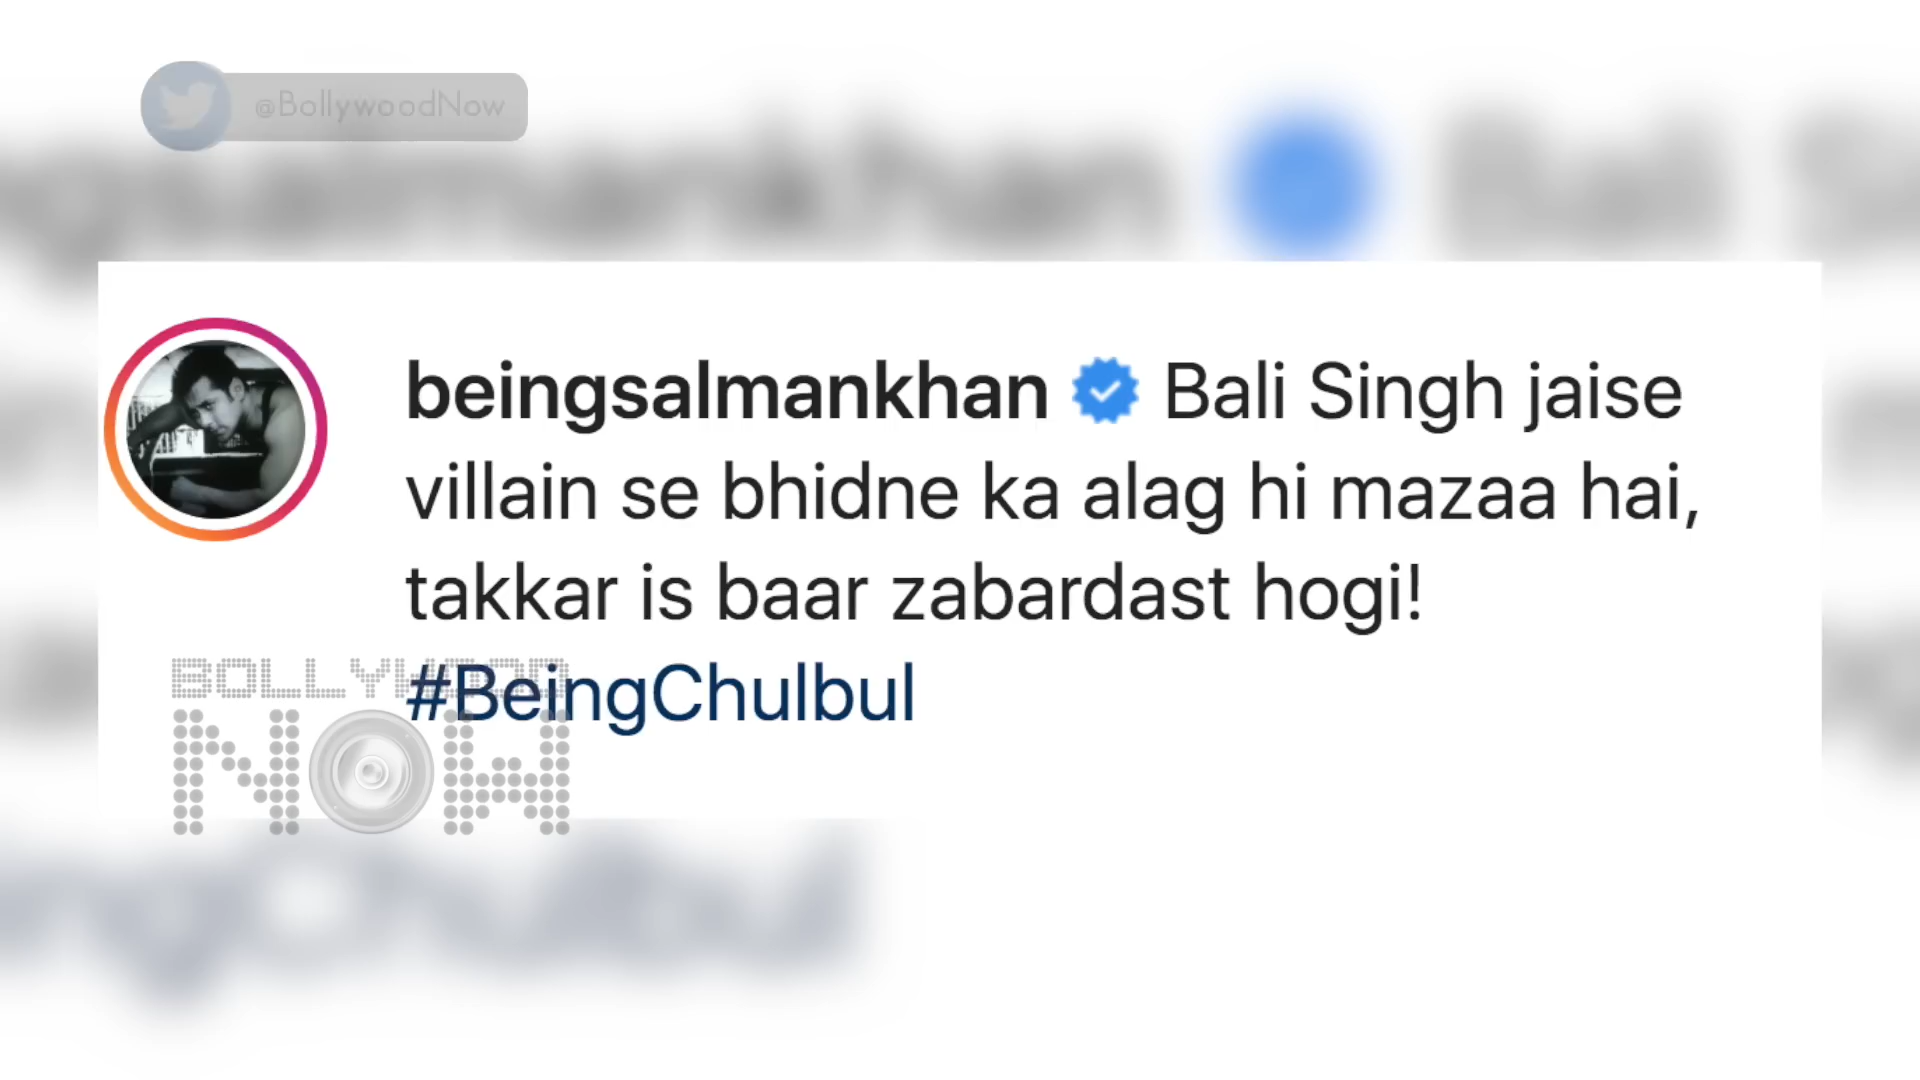 @BollywoodNow
beingsalmankhan Bali Singh jaise
villain se bhidne ka alag hi mazaa hai,
takkar is baar zabardast hogi!
#BeingChulbul
BOLLYWOOD
NOW